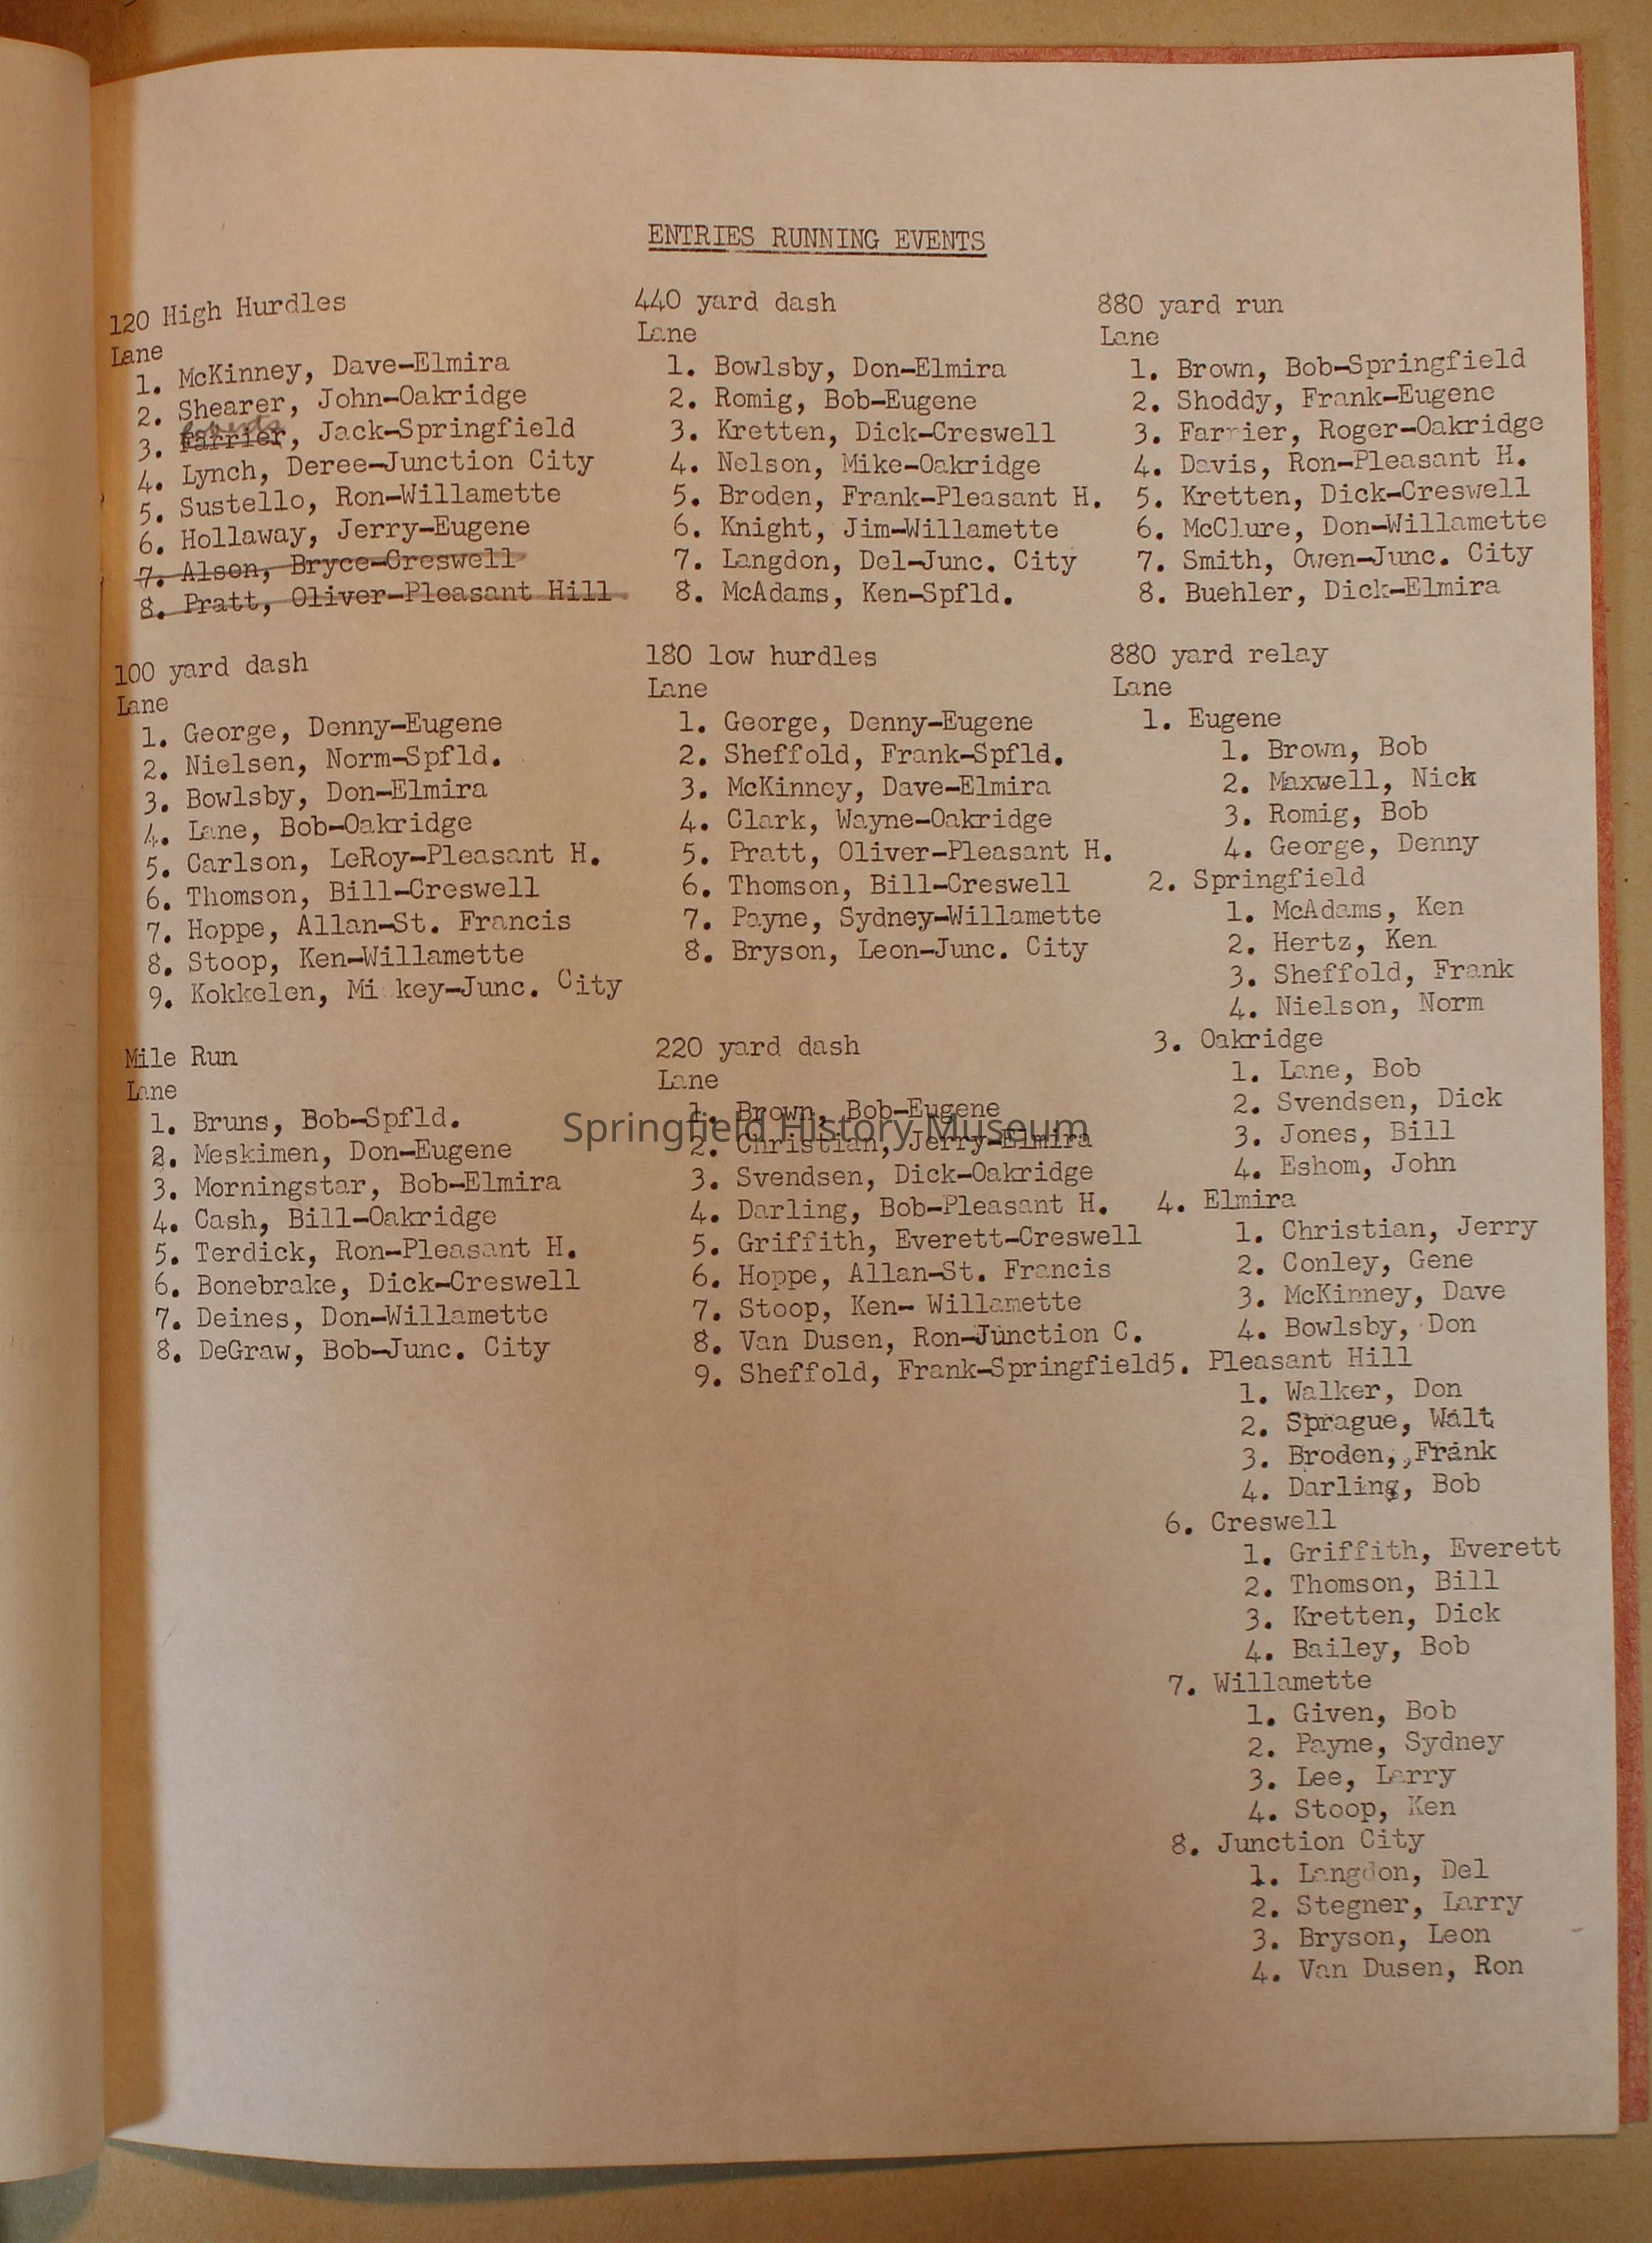 ENTRIES RUNNING EVENTS
120 High Hurdles
Lane
1. McKinney, Dave-Elmira
2. Shearer, John-Oakridge
3. Farrier, Jack-Springfield
4. Lynch, Deree-Junction City
5. Sustello, Ron-Willamette
6. Hollaway, Jerry-Eugene
7. Alsen, Bryce-Creswell
8. Pratt, Oliver-Pleasant Hill
100 yard dash
Lane
1. George, Denny-Eugene
2. Nielsen, Norm-Spfld.
3. Bowlsby, Don-Elmira
4. Lane, Bob-Oakridge
5. Carlson, LeRoy-Pleasant H.
6. Thomson, Bill-Creswell
7. Hoppe, Allan-St. Francis
8. Stoop, Ken-Willamette
9. Kokkelen, Mi key-Junc. City
Mile Run
Lane
1. Bruns, Bob-Spfld.
2. Meskimen, Don-Eugene
3. Morningstar, Bob-Elmira
4. Cash, Bill-Oakridge
5. Terdick, Ron-Pleasant H.
6. Bonebrake, Dick-Creswell
7. Deines, Don-Willamette
8. DeGraw, Bob-Junc. City
440 yard dash
Lane
1. Bowlsby, Don-Elmira
2. Romig, Bob-Eugene
3. Kretten, Dick-Creswell
4. Nelson, Mike-Oakridge
5. Broden, Frank-Pleasant H.
6. Knight, Jim-Willamette
7. Langdon, Del-Junc. City
8. McAdams, Ken-Spfld.
180 low hurdles
Lane
1. George, Denny-Eugene
2. Sheffold, Frank-Spfld.
3. McKinney, Dave-Elmira
4. Clark, Wayne-Oakridge
5. Pratt, Oliver-Pleasant H.
6. Thomson, Bill-Creswell
7. Payne, Sydney-Willamette
8. Bryson, Leon-Junc. City
220 yard dash
Lane
1. Brown, Bob-Eugene
Springfield History Museum
2. Christian, Jerry-Elmira
3. Svendsen, Dick-Oakridge
4. Darling, Bob-Pleasant H.
5. Griffith, Everett-Creswell
6. Hoppe, Allan-St. Francis
7. Stoop, Ken- Willamette
8. Van Dusen, Ron-Junction C.
9. Sheffold, Frank-Springfield
880 yard run
Lane
1. Brown, Bob-Springfield
2. Shoddy, Frank-Eugene
3. Farrier, Roger-Oakridge
4. Davis, Ron-Pleasant H.
5. Kretten, Dick-Creswell
6. McClure, Don-Willamette
7. Smith, Owen-Junc. City
8. Buehler, Dick-Elmira
880 yard relay
Lane
1. Eugene
1. Brown, Bob
2. Maxwell, Nick
3. Romig, Bob
4. George, Denny
2. Springfield
1. McAdams, Ken
2. Hertz, Ken
3. Sheffold, Frank
4. Nielson, Norm
3. Oakridge
1. Lane, Bob
2. Svendsen, Dick
3. Jones, Bill
4. Eshom, John
4. Elmira
1. Christian, Jerry
2. Conley, Gene
3. McKinney, Dave
4. Bowlsby, Don
5. Pleasant Hill
1. Walker, Don
2. Sprague, Walt
3. Broden, Frank
4. Darling, Bob
6. Creswell
1. Griffith, Everett
2. Thomson, Bill
3. Kretten, Dick
4. Bailey, Bob
7. Willamette
1. Given, Bob
2. Payne, Sydney
3. Lee, Larry
4. Stoop, Ken
8. Junction City
1. Langdon, Del
2. Stegner, Larry
3. Bryson, Leon
4. Van Dusen, Ron